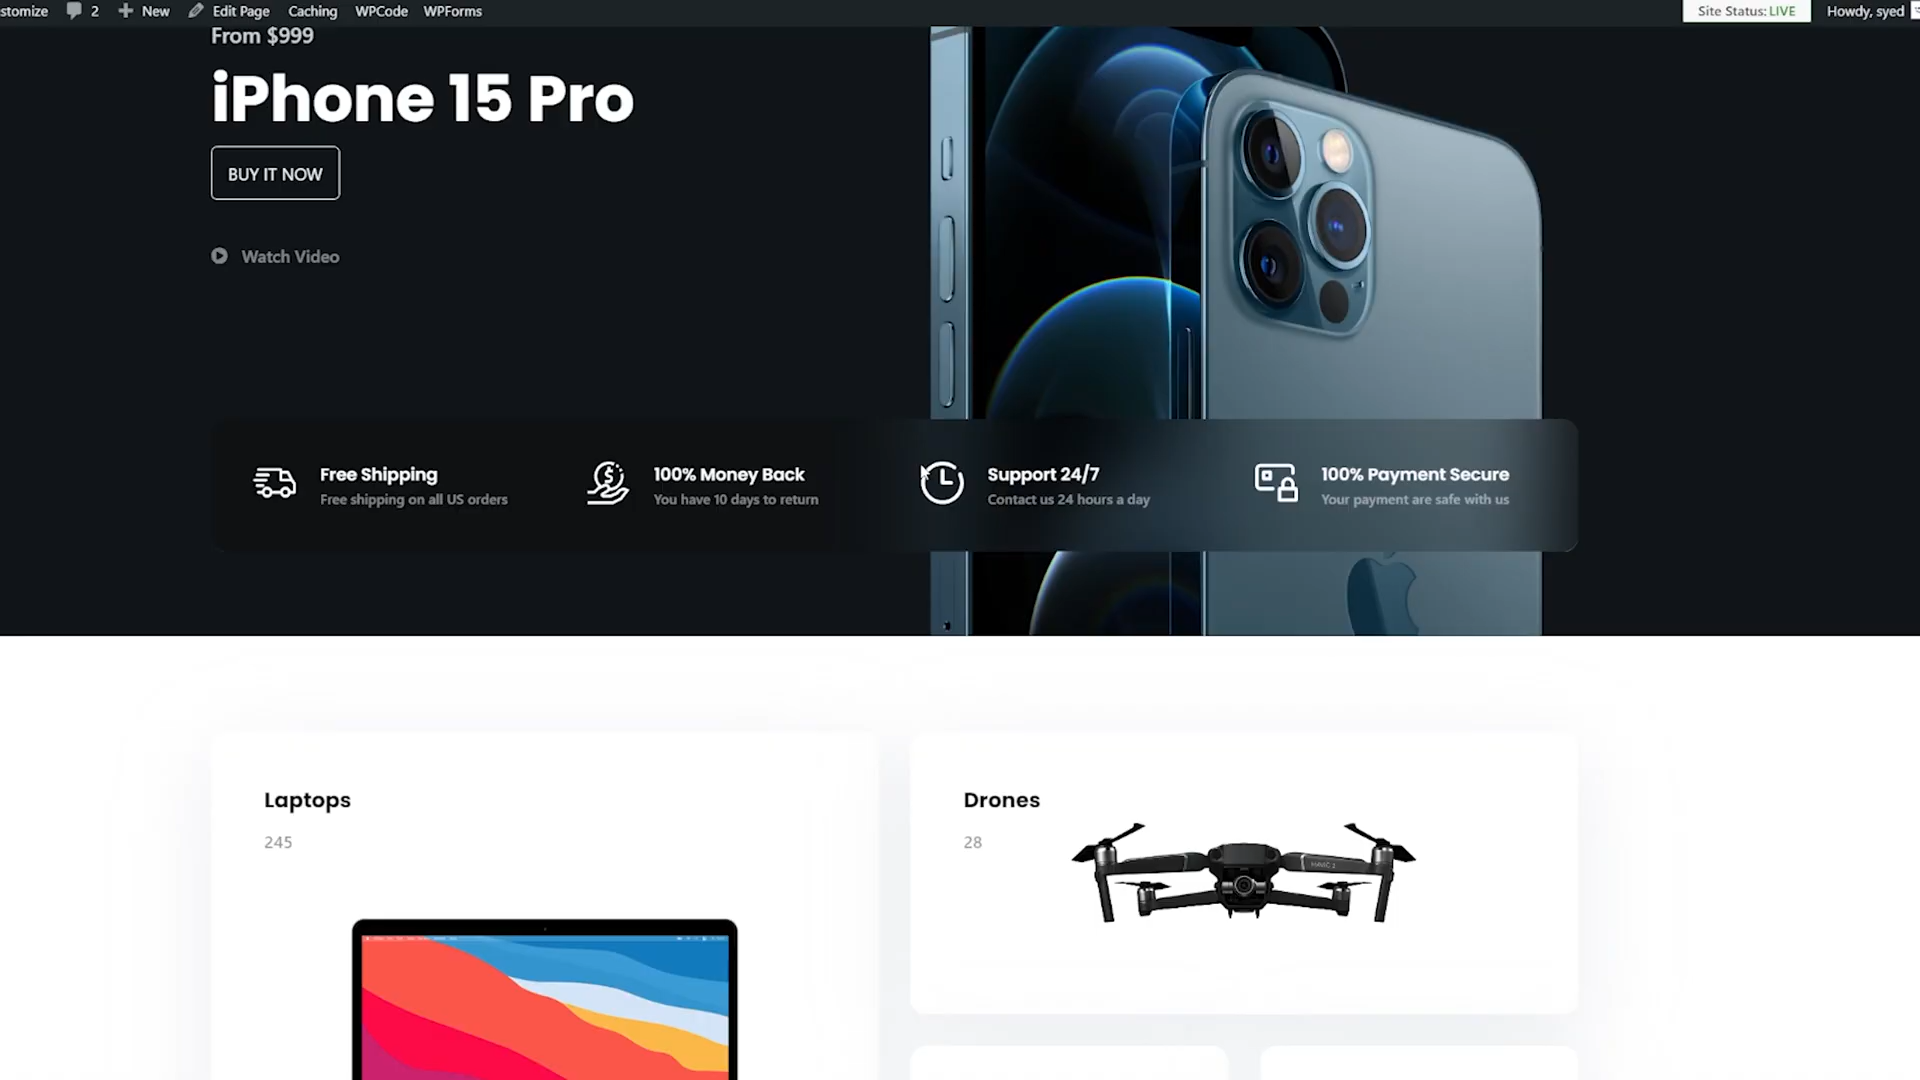 stomize 2 New Edit Page Caching WPCode WPForms Site Status: LIVE Howdy, syed
From $999
iPhone 15 Pro
BUY IT NOW
Watch Video
Free Shipping
Free shipping on all US orders
100% Money Back
You have 10 days to return
Support 24/7
Contact us 24 hours a day
100% Payment Secure
Your payment are safe with us
Laptops
245
Drones
28
MAVIC 2